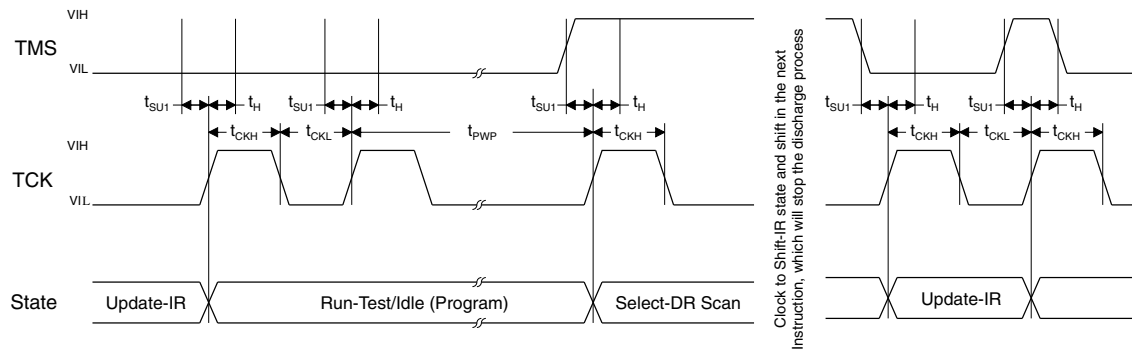 VIH
TMS
VIL
tSU1 tH tSU1 tH tSU1 tH tSU1 tSU1 tH
tCKH tCKL tPWP tCKH tCKH tCKL tCKH
VIH
TCK
VIL
State
Update-IR Run-Test/Idle (Program) Select-DR Scan Update-IR
Clock to Shift-IR state and shift in the next
Instruction, which will stop the discharge process